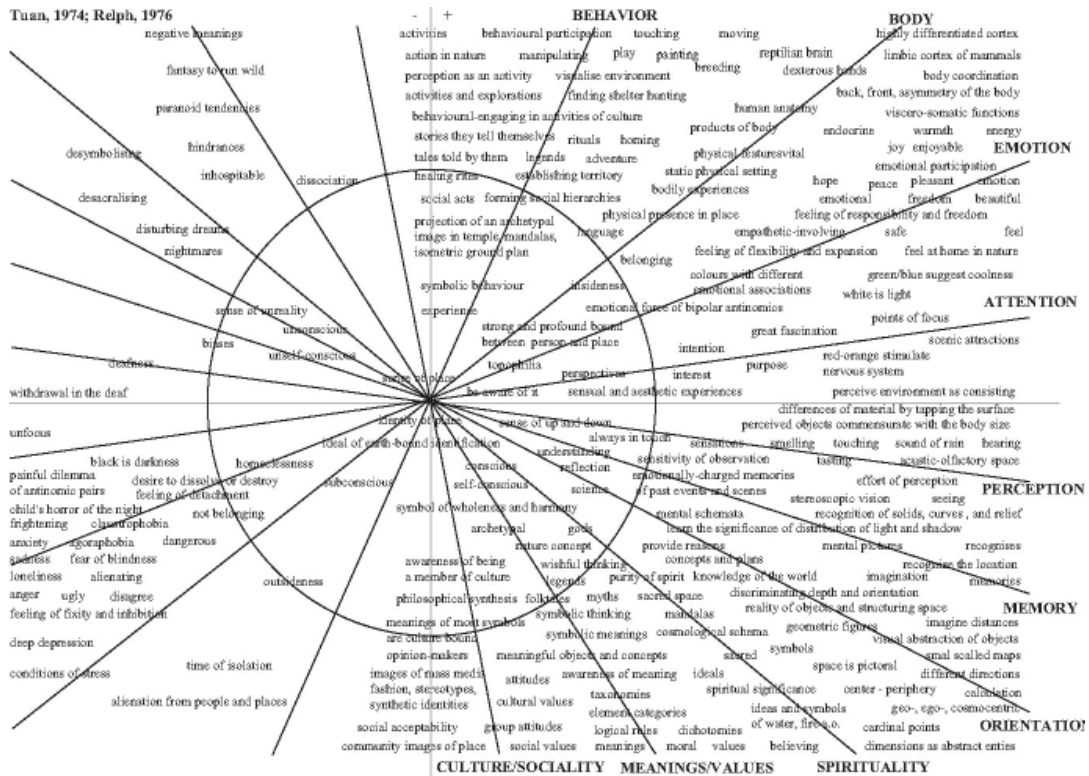 Tuan, 1974; Relph, 1976 - + BEHAVIOR BODY
negative meanings activities behavioural participation touching moving highly differentiated cortex
action in nature manipulating play painting reptilian brain limbic cortex of mammals
fantasy to run wild perception as an activity visualise environment breeding dexterous hands body coordination
activities and explorations finding shelter hunting back, front, asymmetry of the body
paranoid tendencies behavioural-engaging in activities of culture human anatomy viscero-somatic functions
stories they tell themselves rituals homing products of body endocrine warmth energy
desymbolising hindrances tales told by them legends adventure physical featuresvital joy enjoyable EMOTION
inhospitable dissociation healing rites establishing territory static physical setting emotional participation
desacralising social acts forming social hierarchies bodily experiences hope peace pleasant emotion
emotional freedom beautiful
disturbing dreams projection of an archetypal physical presence in place feeling of responsibility and freedom
image in temple, mandalas, language empathetic-involving safe feel
nightmares isometric ground plan belonging feeling of flexibility and expansion feel at home in nature
symbolic behaviour insideness colours with different green/blue suggest coolness
emotional associations white is light
sense of unreality experience emotional force of bipolar antinomies ATTENTION
unsonscious strong and profound bound great fascination points of focus
biases unself-conscious between person and place intention scenic attractions
deafness topophilia purpose red-orange stimulate
sense of place perspectives interest nervous system
withdrawal in the deaf be aware of it sensual and aesthetic experiences perceive environment as consisting
differences of material by tapping the surface
identity of place sense of up and down perceived objects commensurate with the body size
unfocus ideal of earth-bound identification always in touch sensations smelling touching sound of rain hearing
understanding
black is darkness homelessness conscious reflection sensitivity of observation tasting acustic-olfactory space
painful dilemma desire to dissolve or destroy subconscious self-conscious emotionally-charged memories effort of perception
of antinomic pairs feeling of detachment science of past events and scenes stereoscopic vision seeing PERCEPTION
child's horror of the night not belonging symbol of wholeness and harmony mental schemata recognition of solids, curves , and relief
frightening claustrophobia archetypal gods learn the significance of distribution of light and shadow
anxiety agoraphobia dangerous nature concept provide reasons mental pictures recognises
sadness fear of blindness awareness of being wishful thinking concepts and plans recognize the location
loneliness alienating outsideness a member of culture legends purity of spirit knowledge of the world imagination memories
anger ugly disagree philosophical synthesis folktales myths sacred space discriminating depth and orientation
feeling of fixity and inhibition symbolic thinking mandalas reality of objects and structuring space MEMORY
meanings of most symbols geometric figures imagine distances
deep depression are culture bound symbolic meanings cosmological schema visual abstraction of objects
opinion-makers meaningful objects and concepts sacred symbols smal scalled maps
conditions of stress time of isolation images of mass media attitudes awareness of meaning ideals space is pictoral different directions
fashion, stereotypes, taxonomies spiritual significance center - periphery calculation
alienation from people and places synthetic identities cultural values element categories ideas and symbols geo-, ego-, cosmocentric
social acceptability group attitudes logical rules dichotomies of water, fire a.o. cardinal points ORIENTATION
community images of place social values meanings moral values believing dimensions as abstract enties
CULTURE/SOCIALITY MEANINGS/VALUES SPIRITUALITY